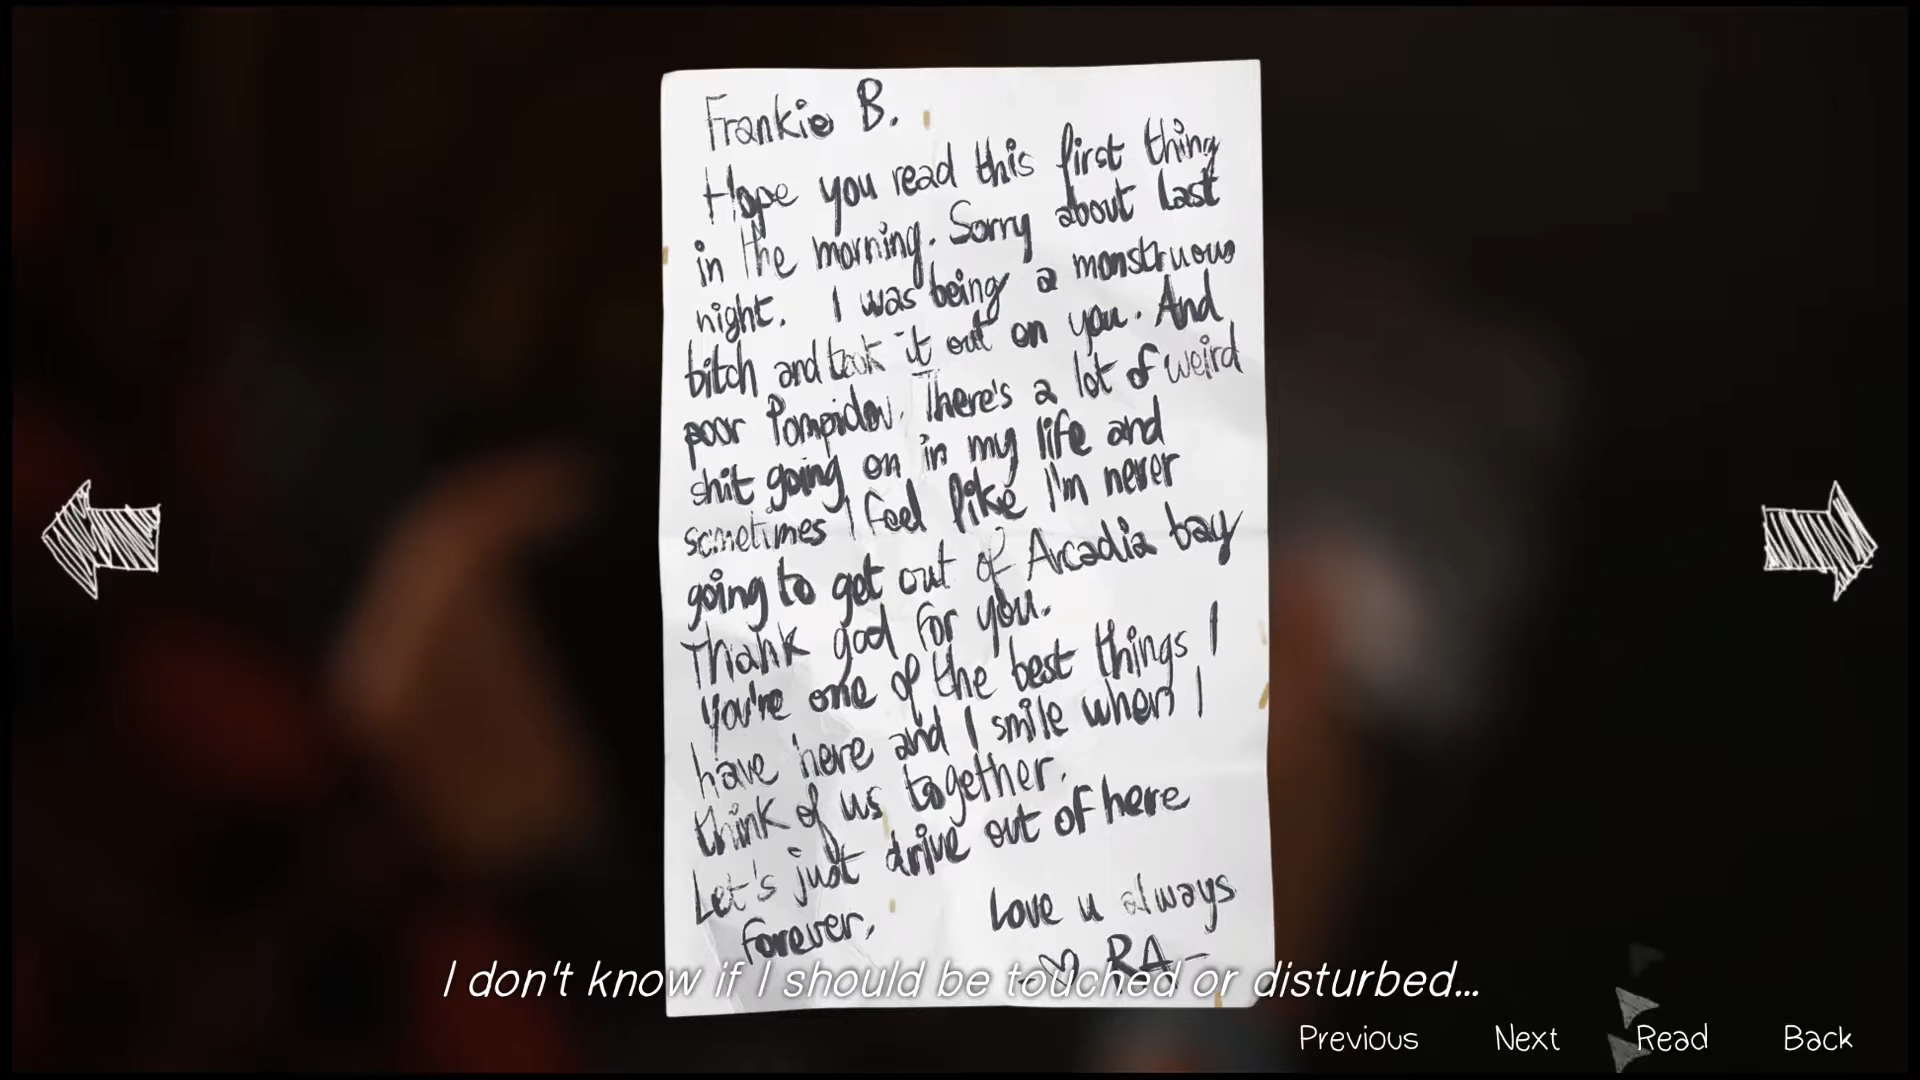 Frankie B.
Hope you read this first thing
in the morning. Sorry about last
night. I was being a monstruous
bitch and took it out on you. And
poor Pompidou. There's a lot of weird
shit going on in my life and
sometimes I feel like I'm never
going to get out of Arcadia bay
Thank god for you.
You're one of the best things I
have here and I smile when I
think of us together.
Let's just drive out of here
forever.
Love u always
- ♡ RA -
I don't know if I should be touched or disturbed...
Previous Next Read Back